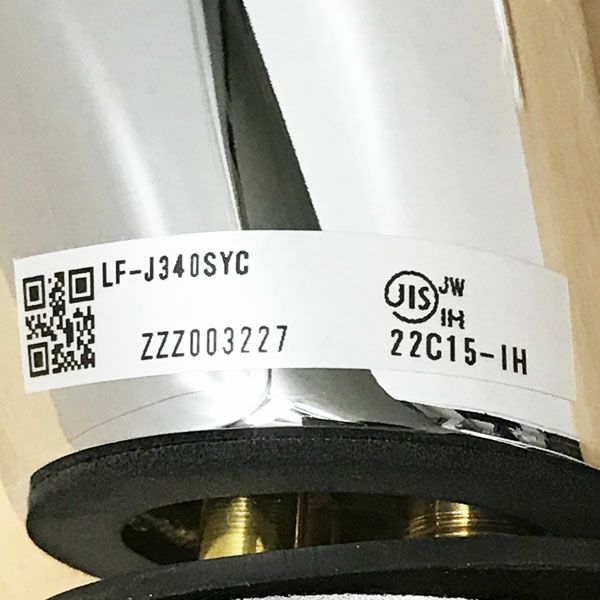 LF-J340SYC
JIS JW
IH
ZZZ003227
22C15-IH